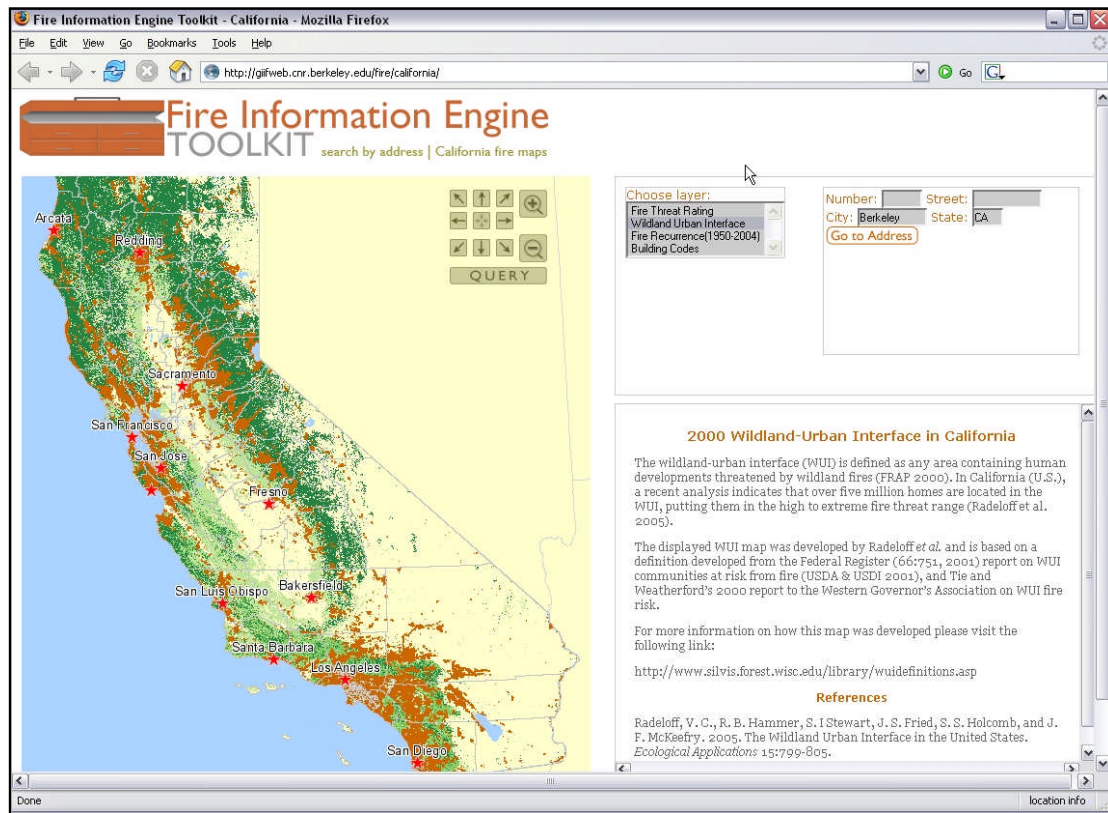 Fire Information Engine Toolkit - California - Mozilla Firefox
File Edit View Go Bookmarks Tools Help
http://giifweb.cnr.berkeley.edu/fire/california/
Go
G
Fire Information Engine
TOOLKIT search by address | California fire maps
Arcata
Redding
Sacramento
San Francisco
San Jose
Fresno
San Luis Obispo
Bakersfield
Santa Barbara
Los Angeles
San Diego
QUERY
Choose layer:
Fire Threat Rating
Wildland Urban Interface
Fire Recurrence(1950-2004)
Building Codes
Number: Street:
City: Berkeley State: CA
Go to Address
2000 Wildland-Urban Interface in California
The wildland-urban interface (WUI) is defined as any area containing human
developments threatened by wildland fires (FRAP 2000). In California (U.S.),
a recent analysis indicates that over five million homes are located in the
WUI, putting them in the high to extreme fire threat range (Radeloff et al.
2005).
The displayed WUI map was developed by Radeloff et al. and is based on a
definition developed from the Federal Register (66:751, 2001) report on WUI
communities at risk from fire (USDA & USDI 2001), and Tie and
Weatherford's 2000 report to the Western Governor's Association on WUI fire
risk.
For more information on how this map was developed please visit the
following link:
http://www.silvis.forest.wisc.edu/library/wuidefinitions.asp
References
Radeloff, V. C., R. B. Hammer, S. I Stewart, J. S. Fried, S. S. Holcomb, and J.
F. McKeefry. 2005. The Wildland Urban Interface in the United States.
Ecological Applications 15:799-805.
Done
location info